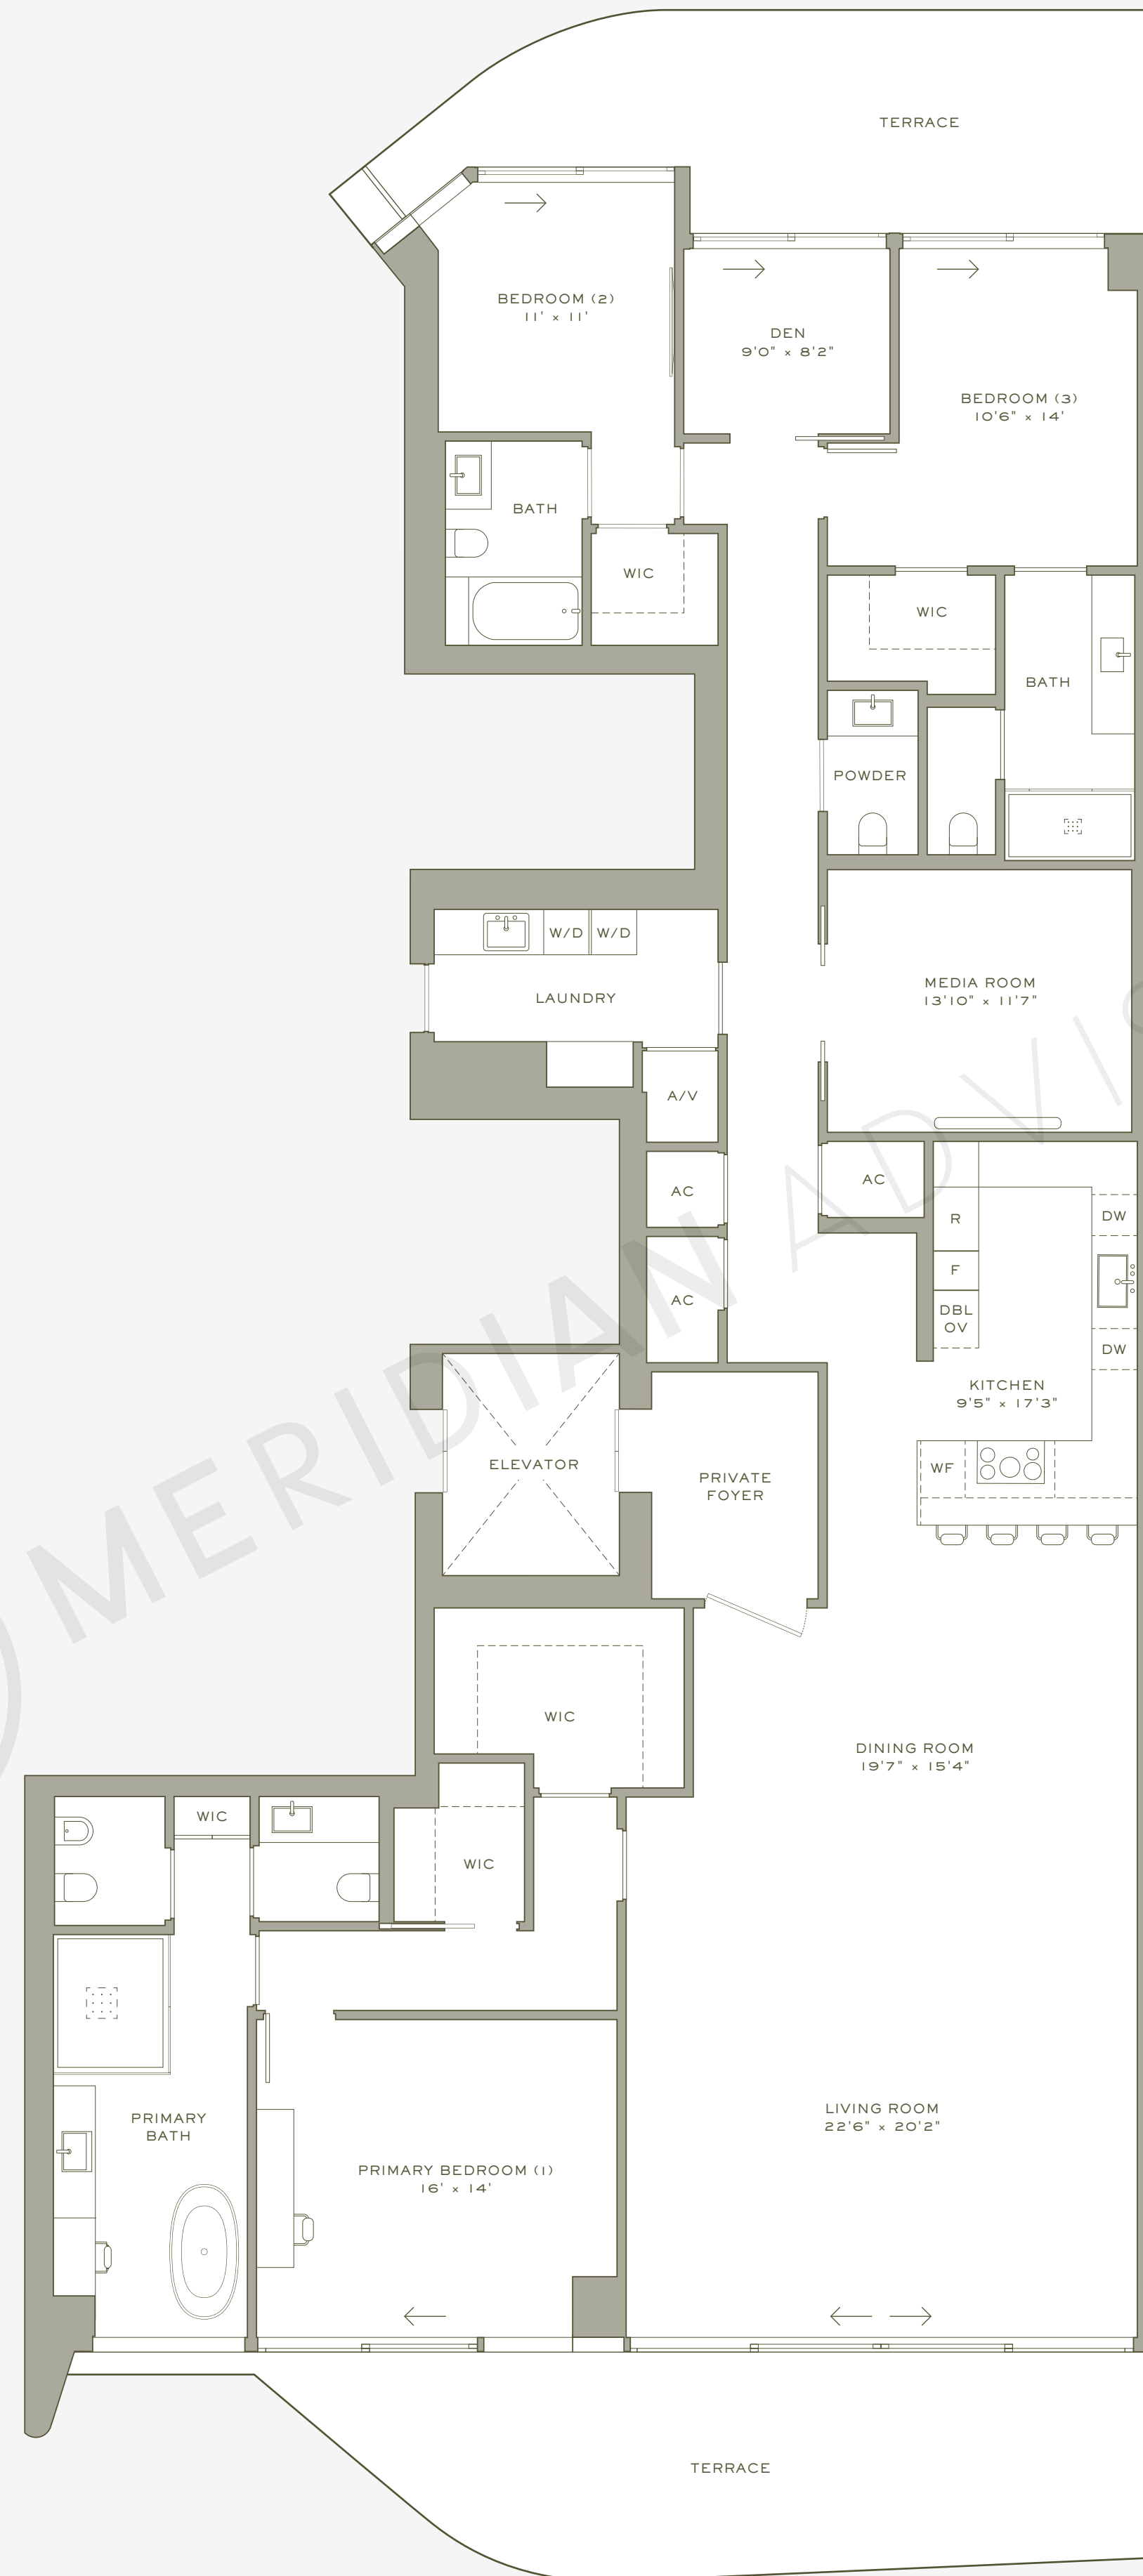 TERRACE
BEDROOM (2)
11' × 11'
DEN
9'0" × 8'2"
BEDROOM (3)
10'6" × 14'
BATH
WIC
WIC
BATH
POWDER
W/D
W/D
LAUNDRY
MEDIA ROOM
13'10" × 11'7"
A/V
AC
AC
AC
R
F
DBL
OV
DW
DW
KITCHEN
9'5" × 17'3"
WF
ELEVATOR
PRIVATE
FOYER
MERIDIAN
WIC
DINING ROOM
19'7" × 15'4"
WIC
WIC
PRIMARY
BATH
PRIMARY BEDROOM (1)
16' × 14'
LIVING ROOM
22'6" × 20'2"
TERRACE